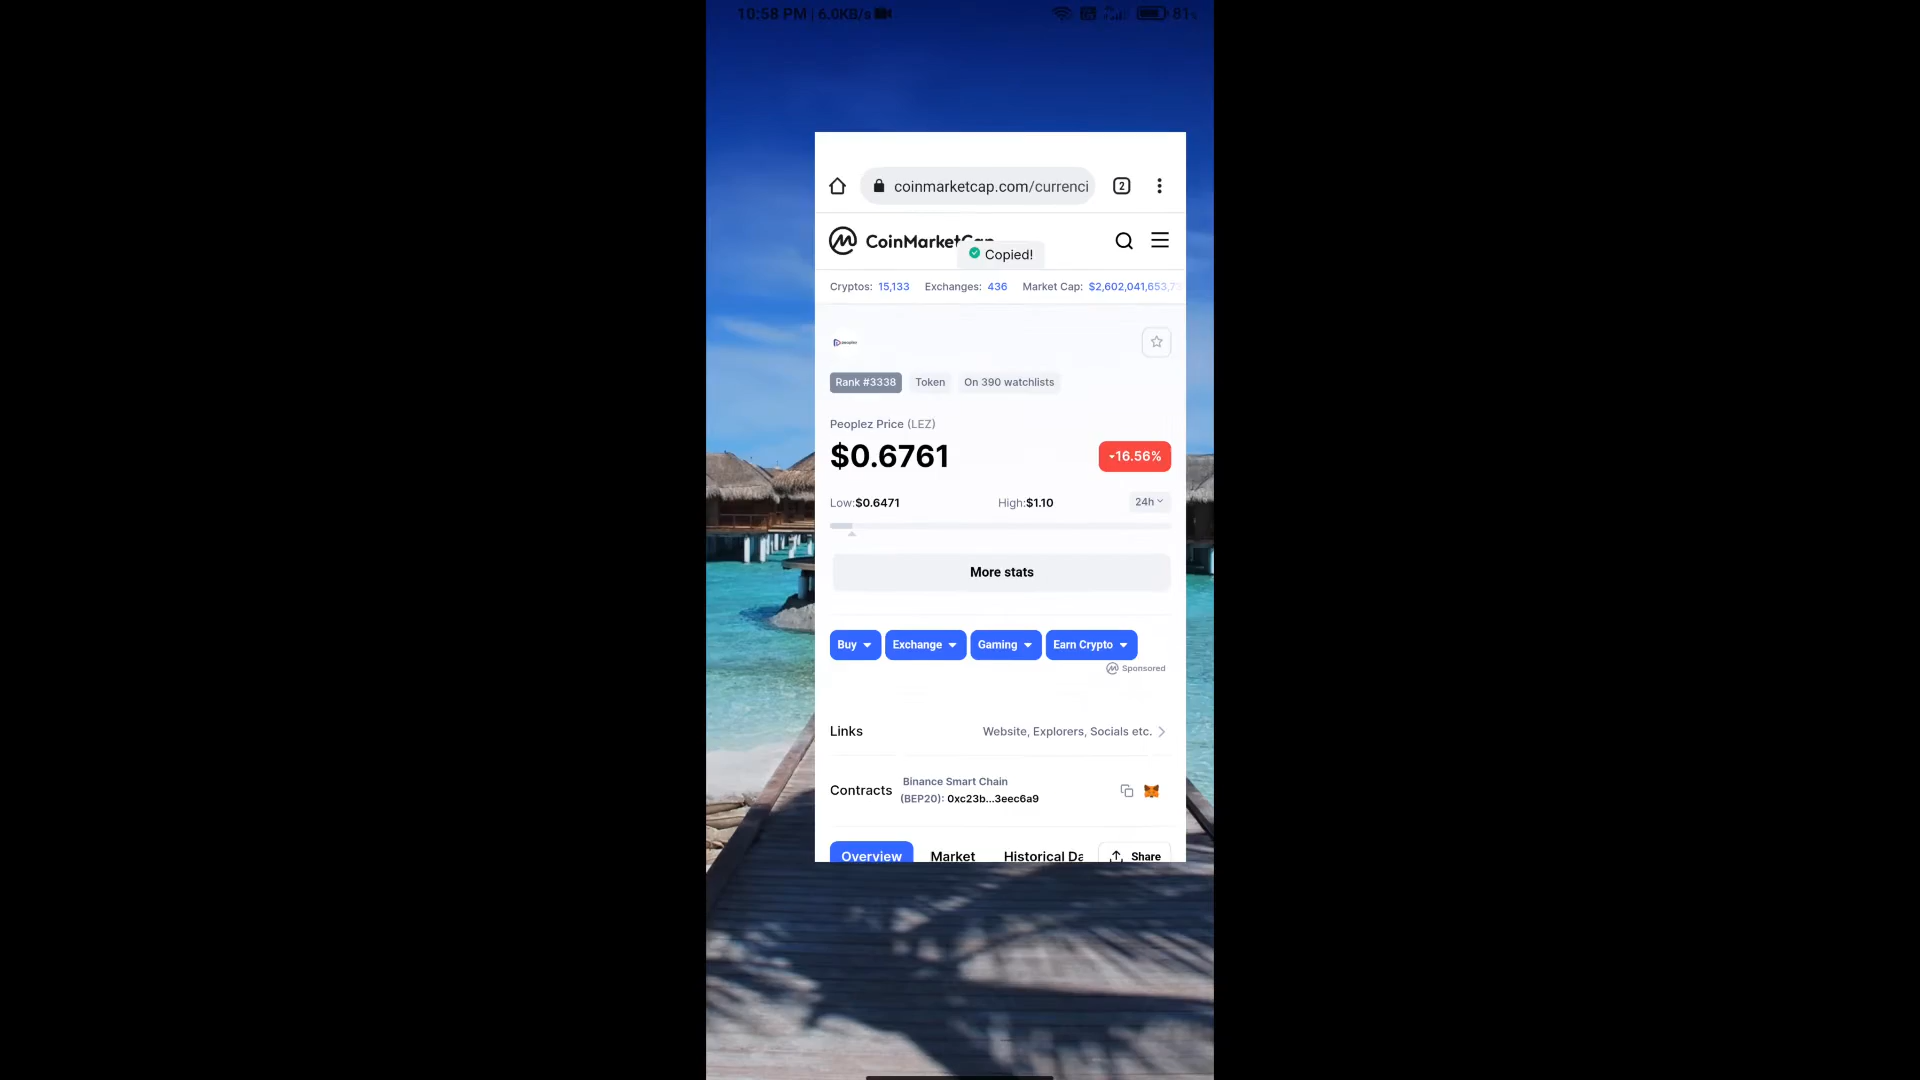 10:58 PM | 6.0KB/s
coinmarketcap.com/currenci
2
CoinMarketCap
Copied!
Cryptos: 15,133 Exchanges: 436 Market Cap: $2,602,041,653,7
Rank #3338 Token On 390 watchlists
Peoplez Price (LEZ)
$0.6761
16.56%
Low:$0.6471 High:$1.10 24h
More stats
Buy Exchange Gaming Earn Crypto
Sponsored
Links Website, Explorers, Socials etc.
Contracts Binance Smart Chain
(BEP20): 0xc23b...3eec6a9
Overview Market Historical Da Share